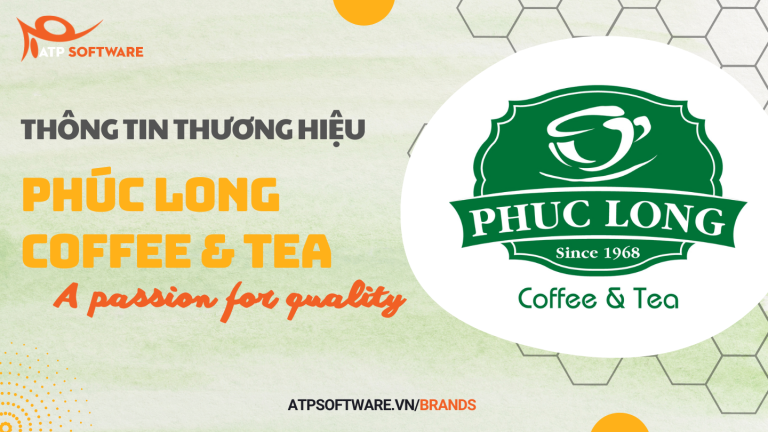 ATP SOFTWARE
THÔNG TIN THƯƠNG HIỆU
PHÚC LONG
COFFEE & TEA
A passion for quality
PHUC LONG
Since 1968
Coffee & Tea
ATPSOFTWARE.VN/BRANDS